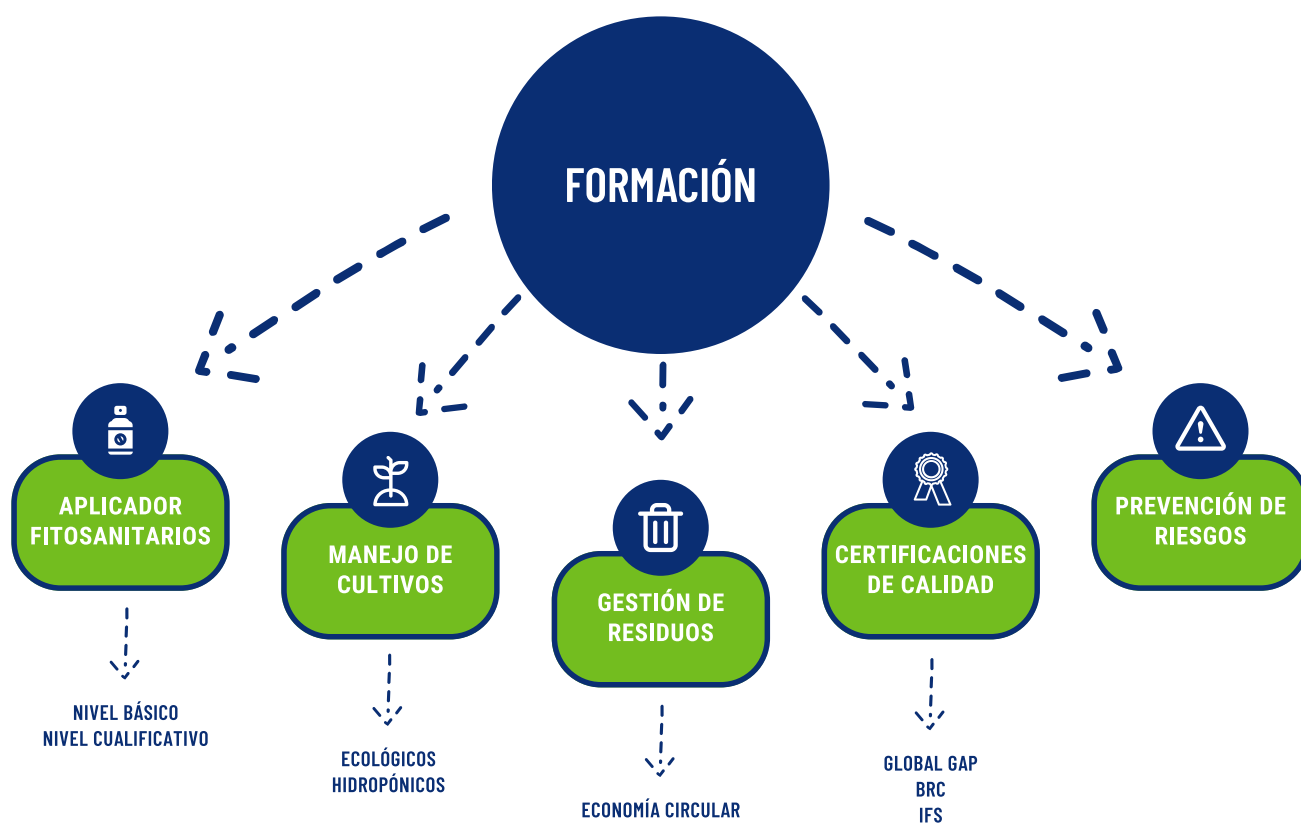 FORMACIÓN
APLICADOR
FITOSANITARIOS
NIVEL BÁSICO
NIVEL CUALIFICATIVO
MANEJO DE
CULTIVOS
ECOLÓGICOS
HIDROPÓNICOS
GESTIÓN DE
RESIDUOS
ECONOMÍA CIRCULAR
CERTIFICACIONES
DE CALIDAD
GLOBAL GAP
BRC
IFS
PREVENCIÓN DE
RIESGOS